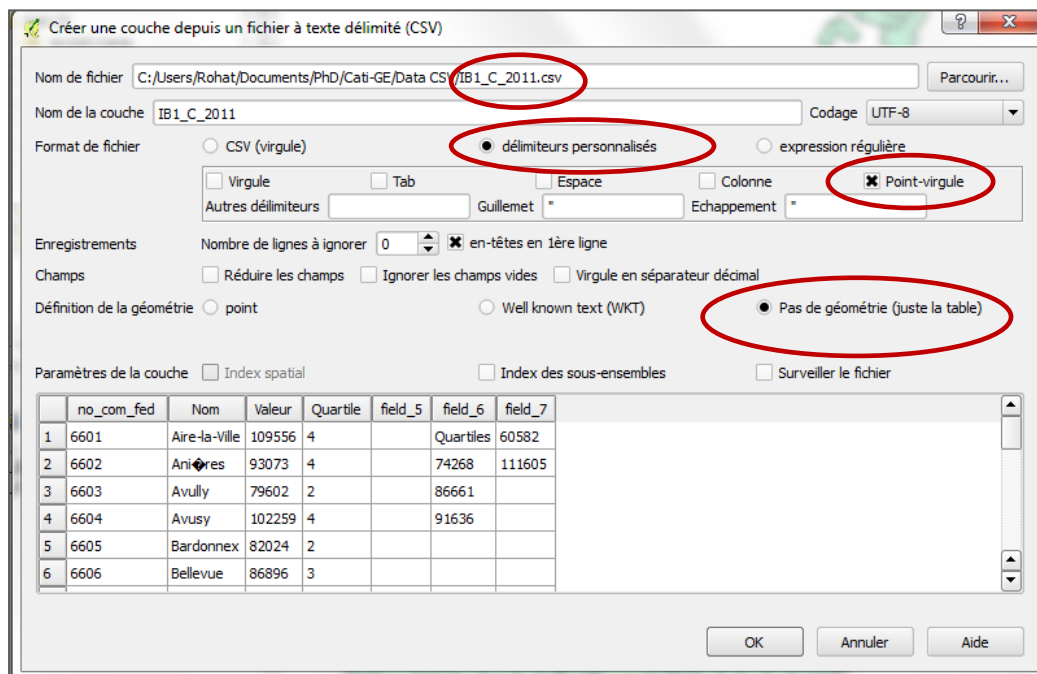 Créer une couche depuis un fichier à texte délimité (CSV)
Nom de fichier C:/Users/Rohat/Documents/PhD/Cati-GE/Data CSV/IB1_C_2011.csv Parcourir...
Nom de la couche IB1_C_2011 Codage UTF-8
Format de fichier CSV (virgule) délimiteurs personnalisés expression régulière
Virgule Tab Espace Colonne Point-virgule
Autres délimiteurs Guillemet " Echappement "
Enregistrements Nombre de lignes à ignorer 0 en-têtes en 1ère ligne
Champs Réduire les champs Ignorer les champs vides Virgule en séparateur décimal
Définition de la géométrie point Well known text (WKT) Pas de géométrie (juste la table)
Paramètres de la couche Index spatial Index des sous-ensembles Surveiller le fichier
no_com_fed Nom Valeur Quartile field_5 field_6 field_7
1 6601 Aire-la-Ville 109556 4 Quartiles 60582
2 6602 Ani�res 93073 4 74268 111605
3 6603 Avully 79602 2 86661
4 6604 Avusy 102259 4 91636
5 6605 Bardonnex 82024 2
6 6606 Bellevue 86896 3
OK Annuler Aide